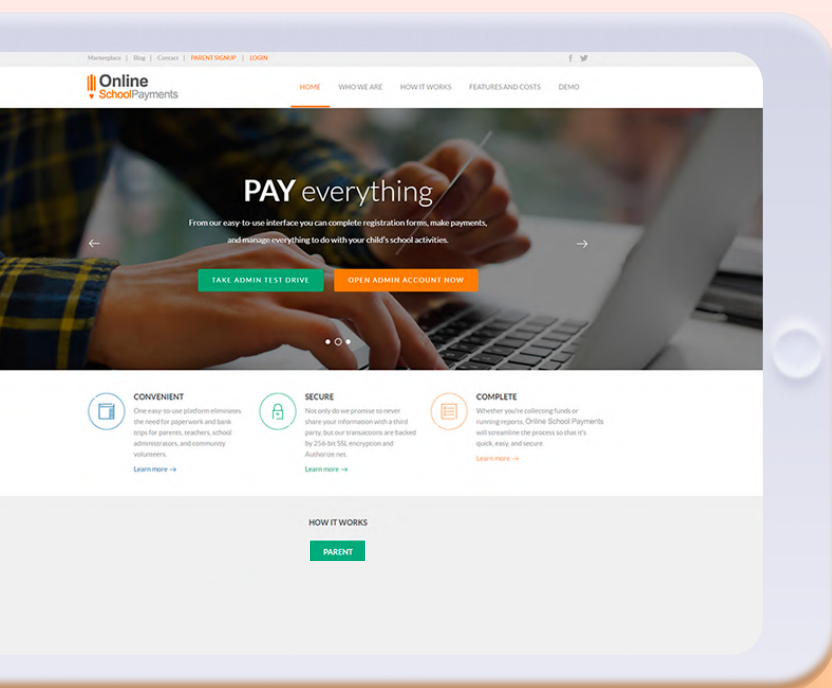 Marketplace | Blog | Contact | PARENT SIGNUP | LOGIN
Online
SchoolPayments
HOME WHO WE ARE HOW IT WORKS FEATURES AND COSTS DEMO
PAY everything
From our easy-to-use interface you can complete registration forms, make payments,
and manage everything to do with your child's school activities.
TAKE ADMIN TEST DRIVE OPEN ADMIN ACCOUNT NOW
CONVENIENT
One easy-to-use platform eliminates
the need for paperwork and bank
trips for parents, teachers, school
administrators, and community
volunteers.
Learn more →
SECURE
Not only do we promise to never
share your information with a third
party, but our transactions are backed
by 256-bit SSL encryption and
Authorize.net.
Learn more →
COMPLETE
Whether you're collecting funds or
running reports, Online School Payments
will streamline the process so that it's
quick, easy, and secure.
Learn more →
HOW IT WORKS
PARENT